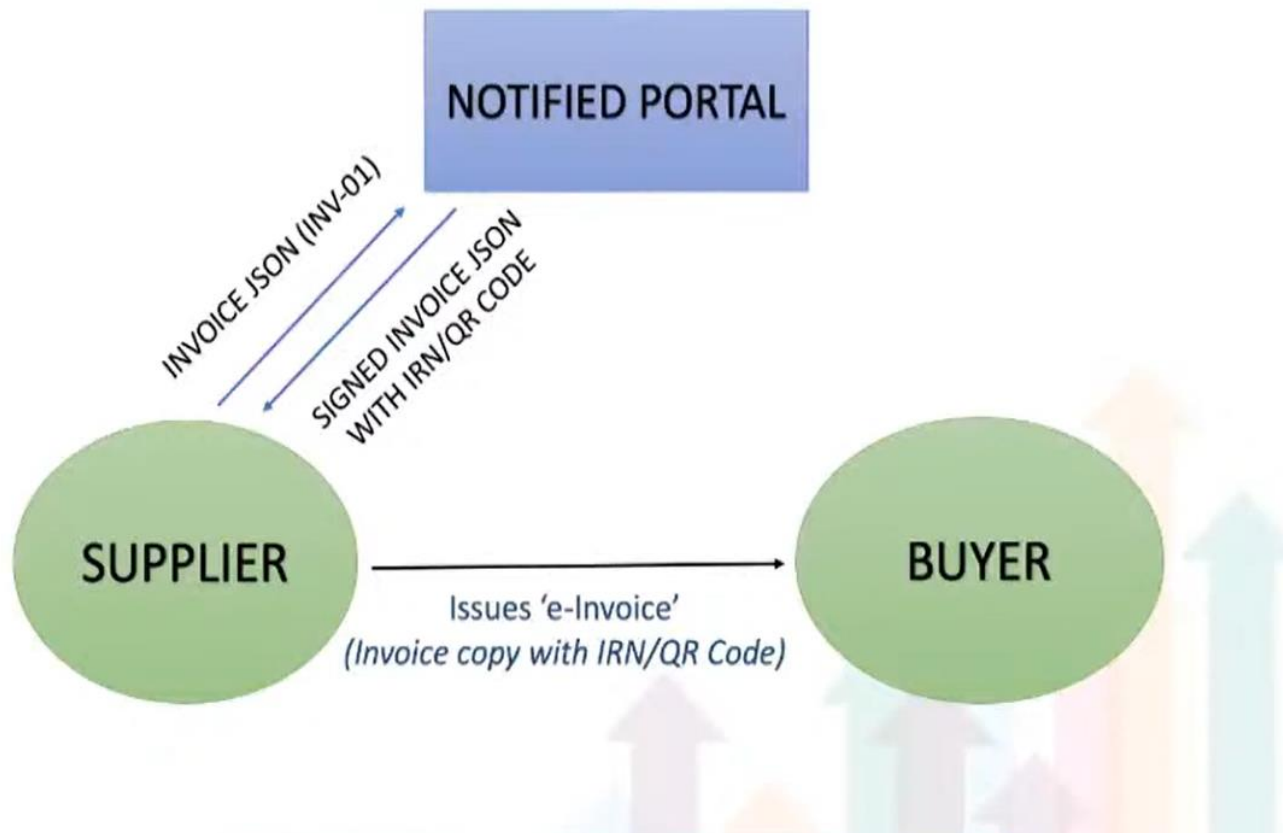 NOTIFIED PORTAL
INVOICE JSON (INV-01)
SIGNED INVOICE JSON
WITH IRN/QR CODE
SUPPLIER
BUYER
Issues ‘e-Invoice’
(Invoice copy with IRN/QR Code)